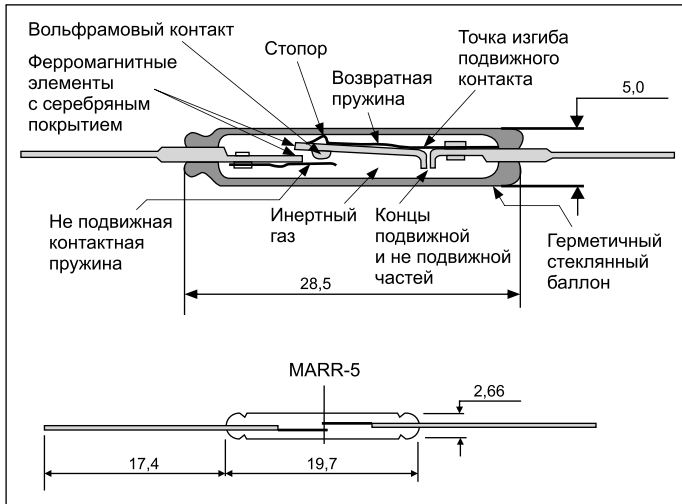 Вольфрамовый контакт
Ферромагнитные
элементы
с серебряным
покрытием
Стопор
Возвратная
пружина
Точка изгиба
подвижного
контакта
5,0
Не подвижная
контактная
пружина
Инертный
газ
Концы
подвижной
и не подвижной
частей
Герметичный
стеклянный
баллон
28,5
MARR-5
2,66
17,4
19,7